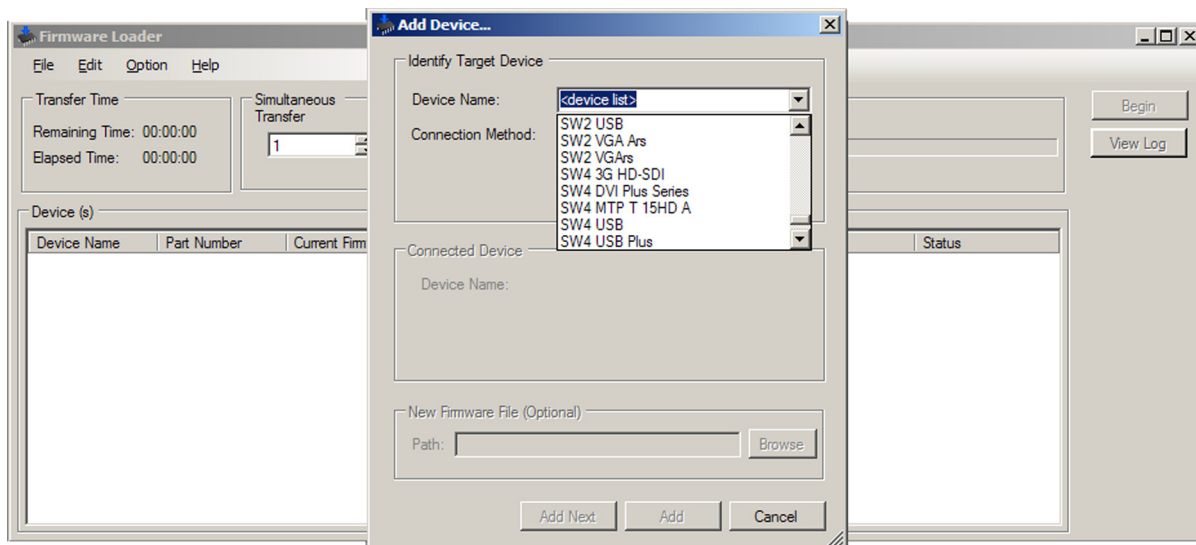 Firmware Loader
File Edit Option Help
Transfer Time
Remaining Time: 00:00:00
Elapsed Time: 00:00:00
Simultaneous
Transfer
1
Begin
View Log
Device (s)
Device Name Part Number Current Firm Status
Add Device...
Identify Target Device
Device Name: <device list>
Connection Method:
SW2 USB
SW2 VGA Ars
SW2 VGArs
SW4 3G HD-SDI
SW4 DVI Plus Series
SW4 MTP T 15HD A
SW4 USB
SW4 USB Plus
Connected Device
Device Name:
New Firmware File (Optional)
Path: Browse
Add Next Add Cancel